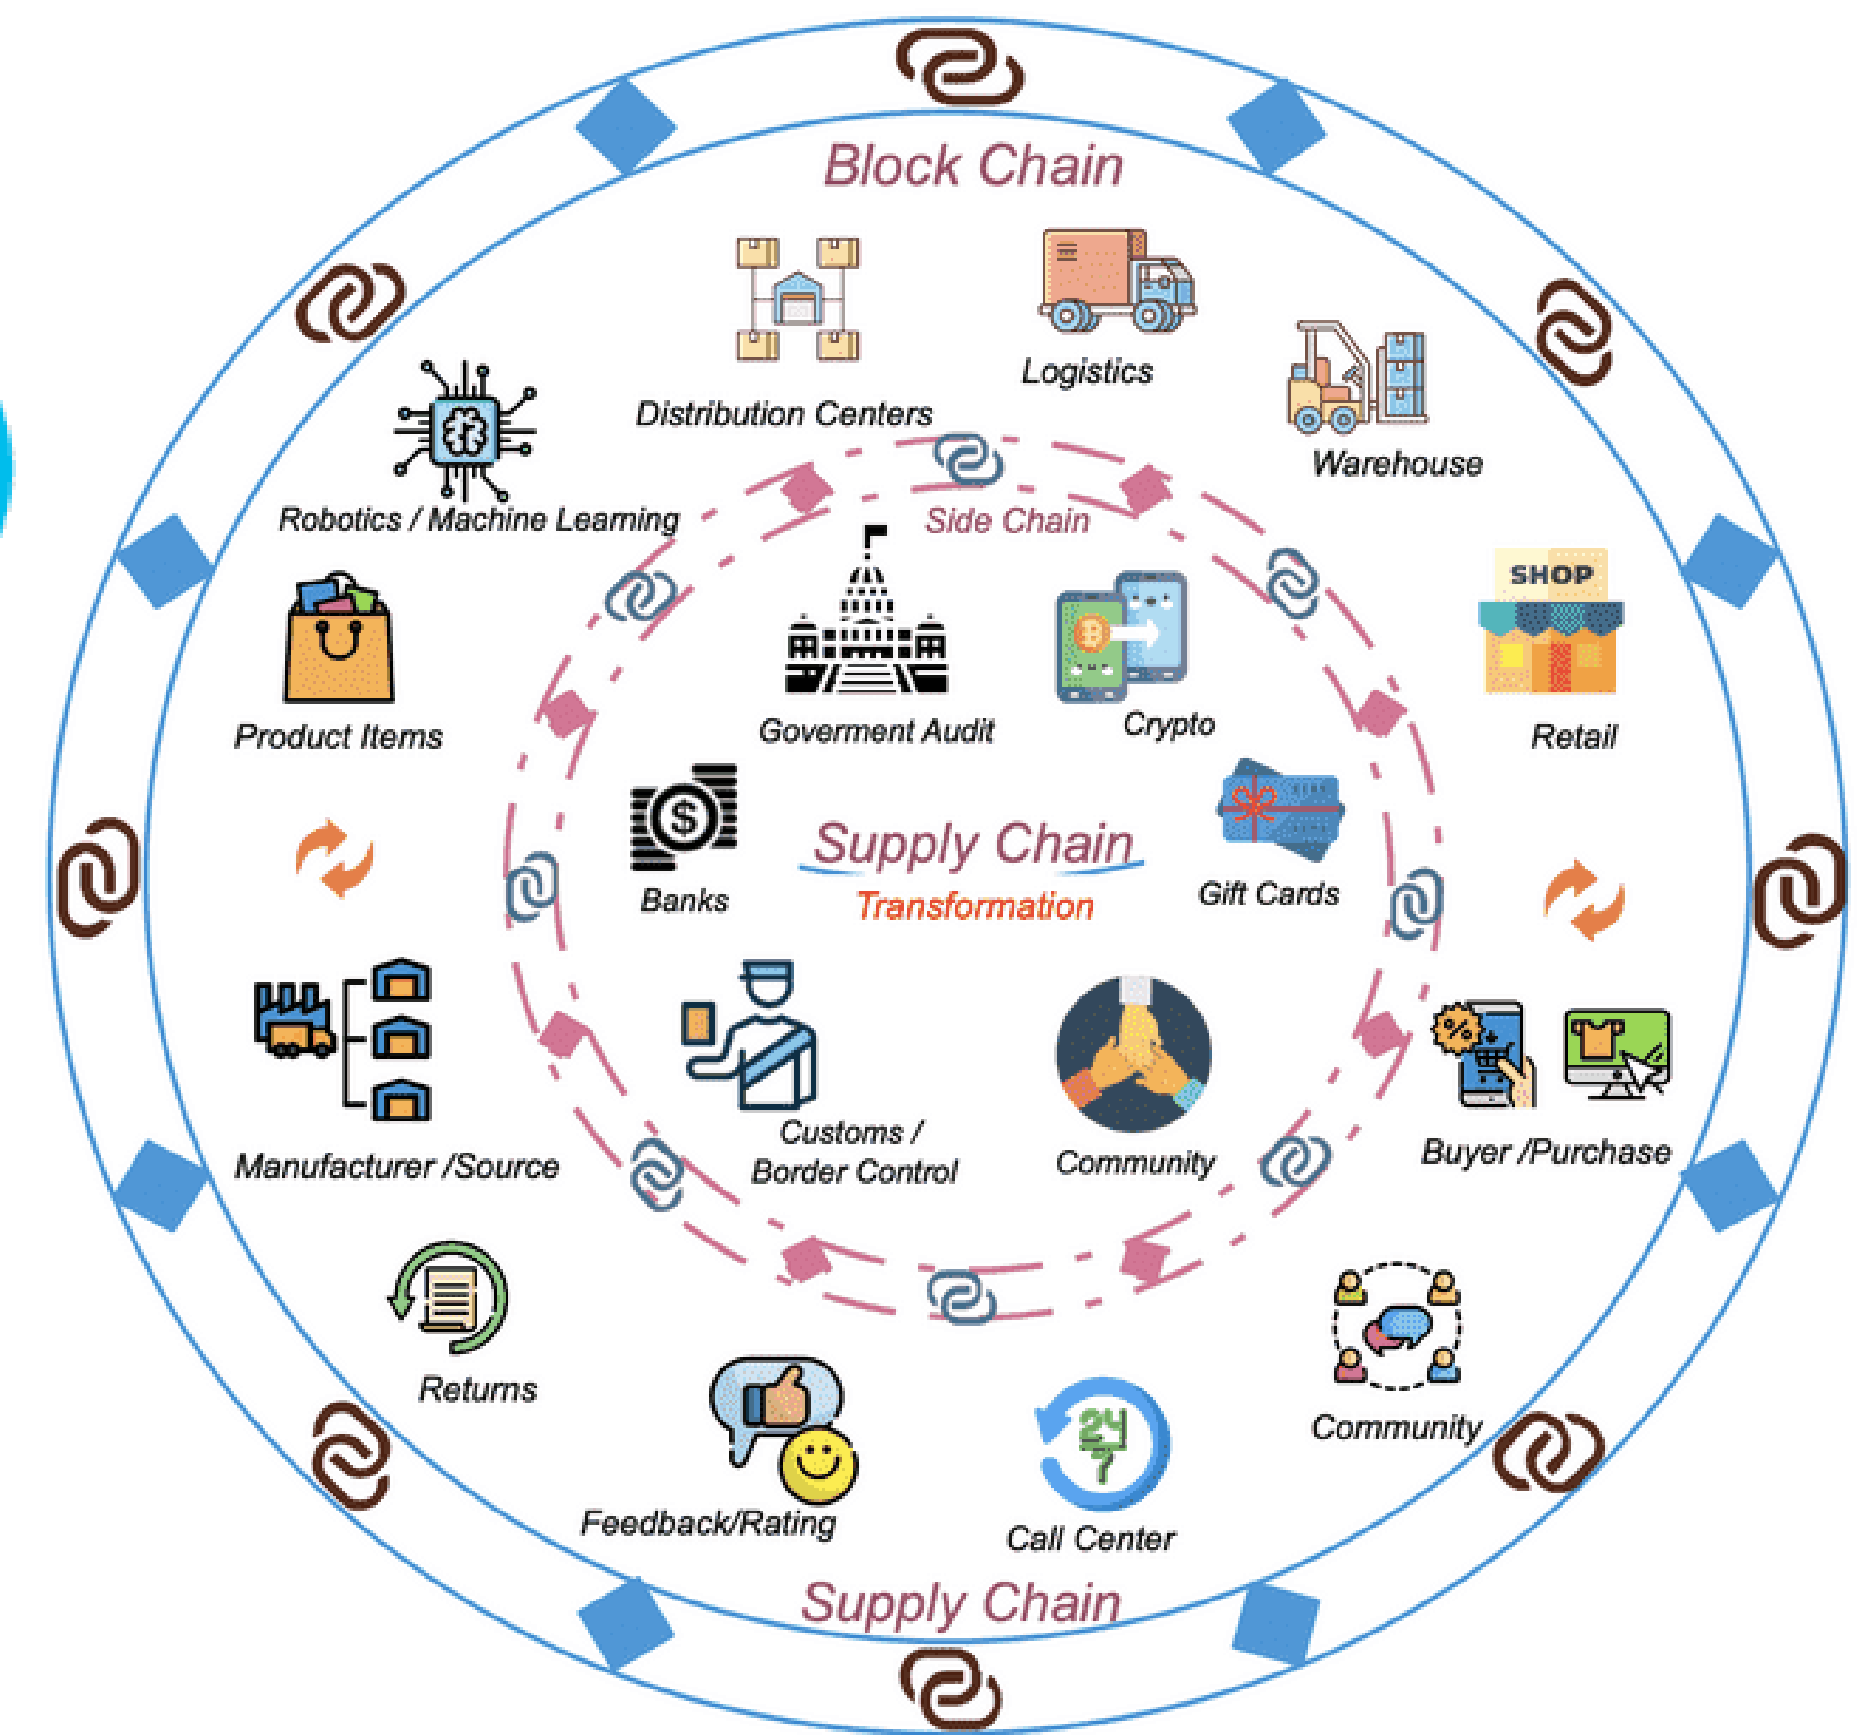 Block Chain
Logistics
Distribution Centers
Warehouse
Robotics / Machine Learning
Side Chain
SHOP
Product Items
Goverment Audit
Crypto
Retail
$
Banks
Supply Chain
Transformation
Gift Cards
%
Customs /
Border Control
Community
Buyer /Purchase
Manufacturer /Source
Returns
24
7
Community
Feedback/Rating
Call Center
Supply Chain